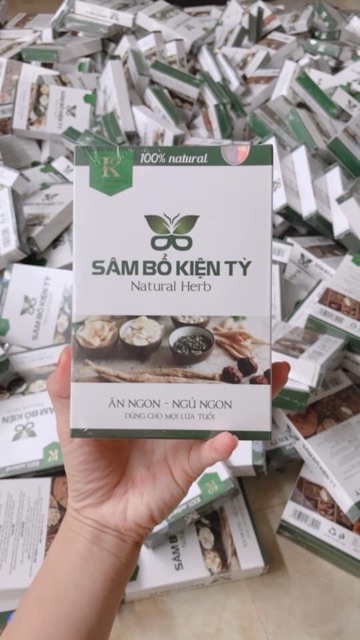 K
100% natural
SÂM BỔ KIỆN TỲ
Natural Herb
ĂN NGON - NGỦ NGON
DÙNG CHO MỌI LỨA TUỔI